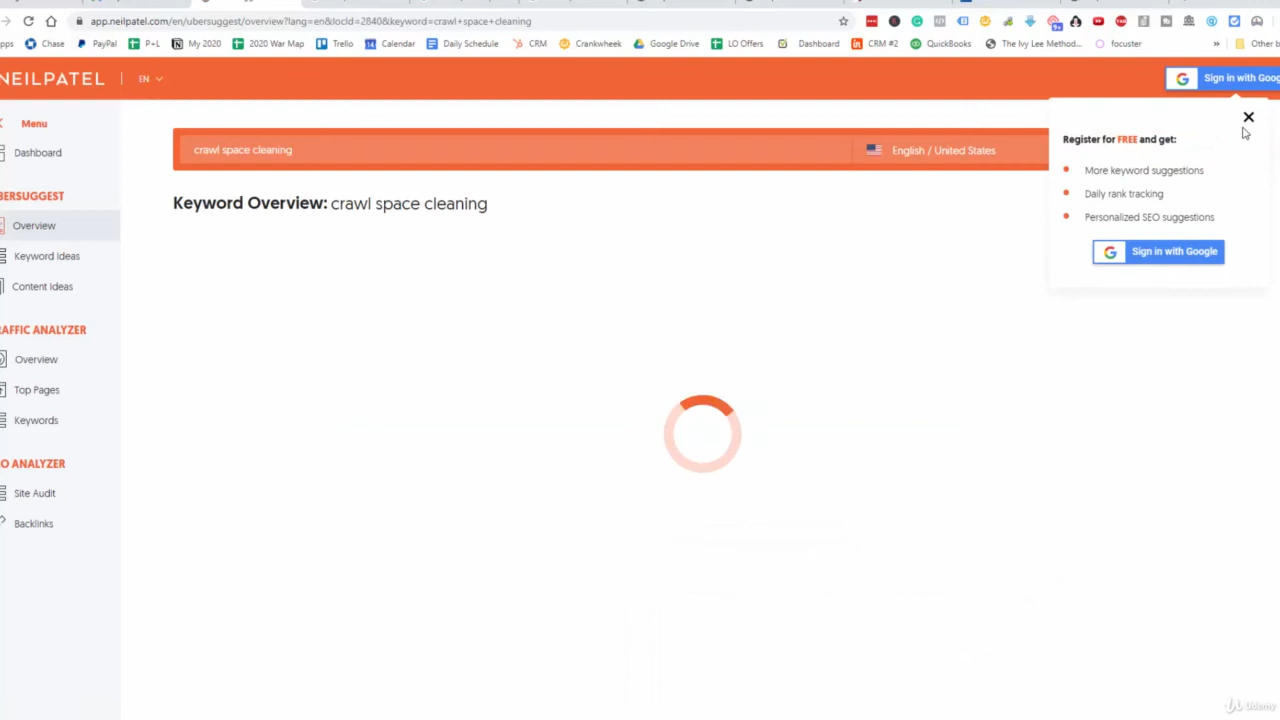 app.neilpatel.com/en/ubersuggest/overview?lang=en&locId=2840&keyword=crawl+space+cleaning
pps
Chase
PayPal
P+L
My 2020
2020 War Map
Trello
Calendar
Daily Schedule
CRM
Crankwheek
Google Drive
LO Offers
Dashboard
CRM #2
QuickBooks
The Ivy Lee Method...
focuster
»
Other b
NEILPATEL
EN
Sign in with Goog
Menu
Dashboard
BERSUGGEST
Overview
Keyword Ideas
Content Ideas
RAFFIC ANALYZER
Overview
Top Pages
Keywords
O ANALYZER
Site Audit
Backlinks
crawl space cleaning
English / United States
Keyword Overview: crawl space cleaning
Register for FREE and get:
More keyword suggestions
Daily rank tracking
Personalized SEO suggestions
Sign in with Google
Udemy